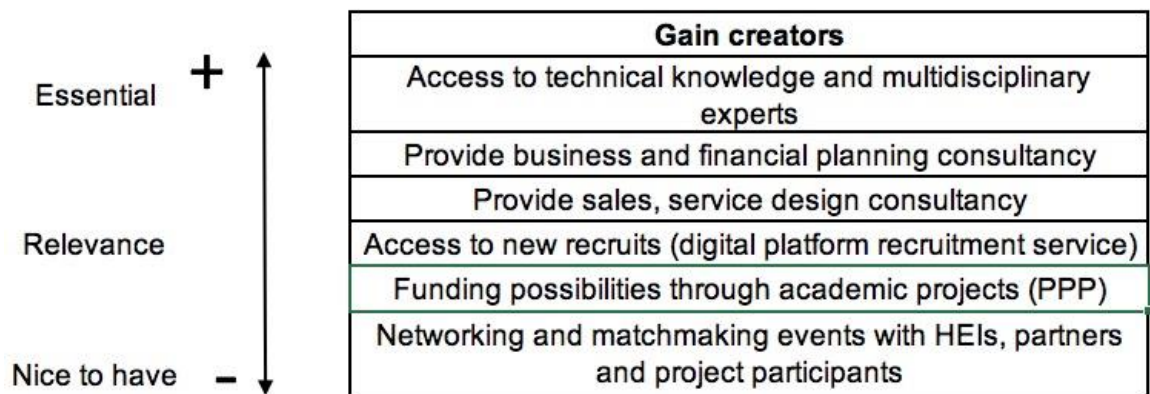 Gain creators
+
Essential
Access to technical knowledge and multidisciplinary
experts
Provide business and financial planning consultancy
Provide sales, service design consultancy
Relevance
Access to new recruits (digital platform recruitment service)
Funding possibilities through academic projects (PPP)
Networking and matchmaking events with HEIs, partners
and project participants
Nice to have -